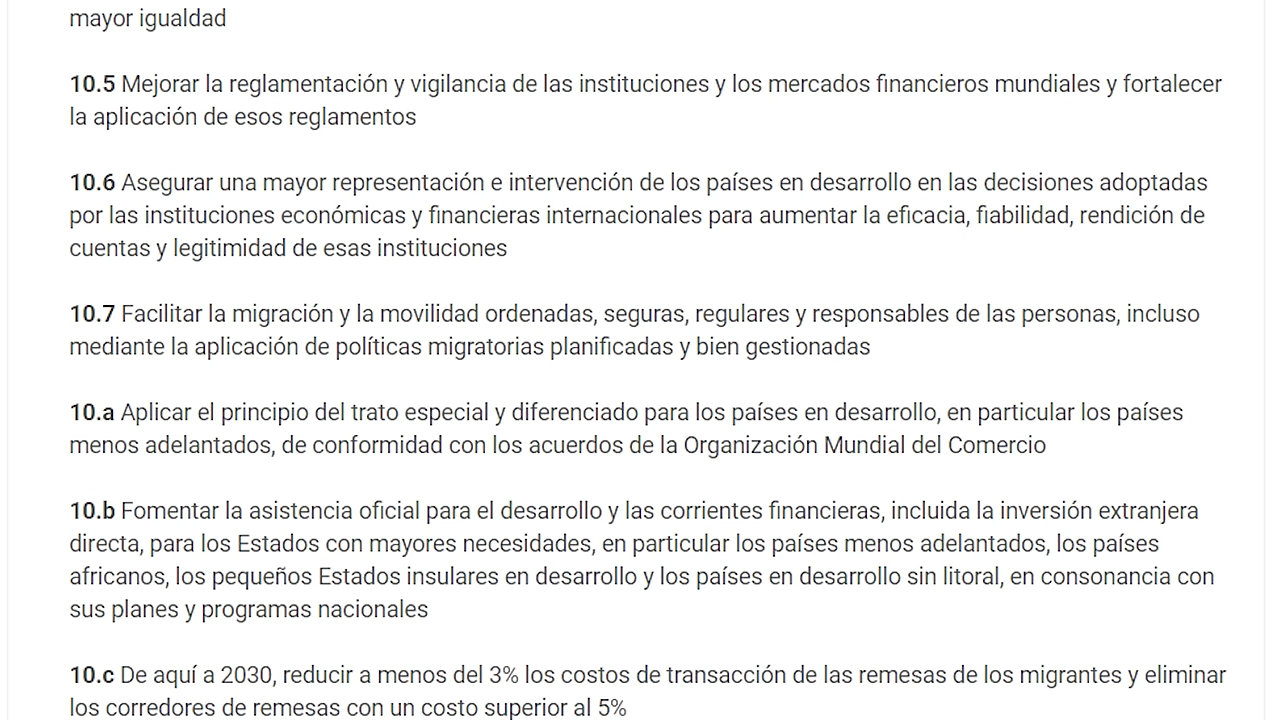 mayor igualdad
10.5 Mejorar la reglamentación y vigilancia de las instituciones y los mercados financieros mundiales y fortalecer
la aplicación de esos reglamentos
10.6 Asegurar una mayor representación e intervención de los países en desarrollo en las decisiones adoptadas
por las instituciones económicas y financieras internacionales para aumentar la eficacia, fiabilidad, rendición de
cuentas y legitimidad de esas instituciones
10.7 Facilitar la migración y la movilidad ordenadas, seguras, regulares y responsables de las personas, incluso
mediante la aplicación de políticas migratorias planificadas y bien gestionadas
10.a Aplicar el principio del trato especial y diferenciado para los países en desarrollo, en particular los países
menos adelantados, de conformidad con los acuerdos de la Organización Mundial del Comercio
10.b Fomentar la asistencia oficial para el desarrollo y las corrientes financieras, incluida la inversión extranjera
directa, para los Estados con mayores necesidades, en particular los países menos adelantados, los países
africanos, los pequeños Estados insulares en desarrollo y los países en desarrollo sin litoral, en consonancia con
sus planes y programas nacionales
10.c De aquí a 2030, reducir a menos del 3% los costos de transacción de las remesas de los migrantes y eliminar
los corredores de remesas con un costo superior al 5%